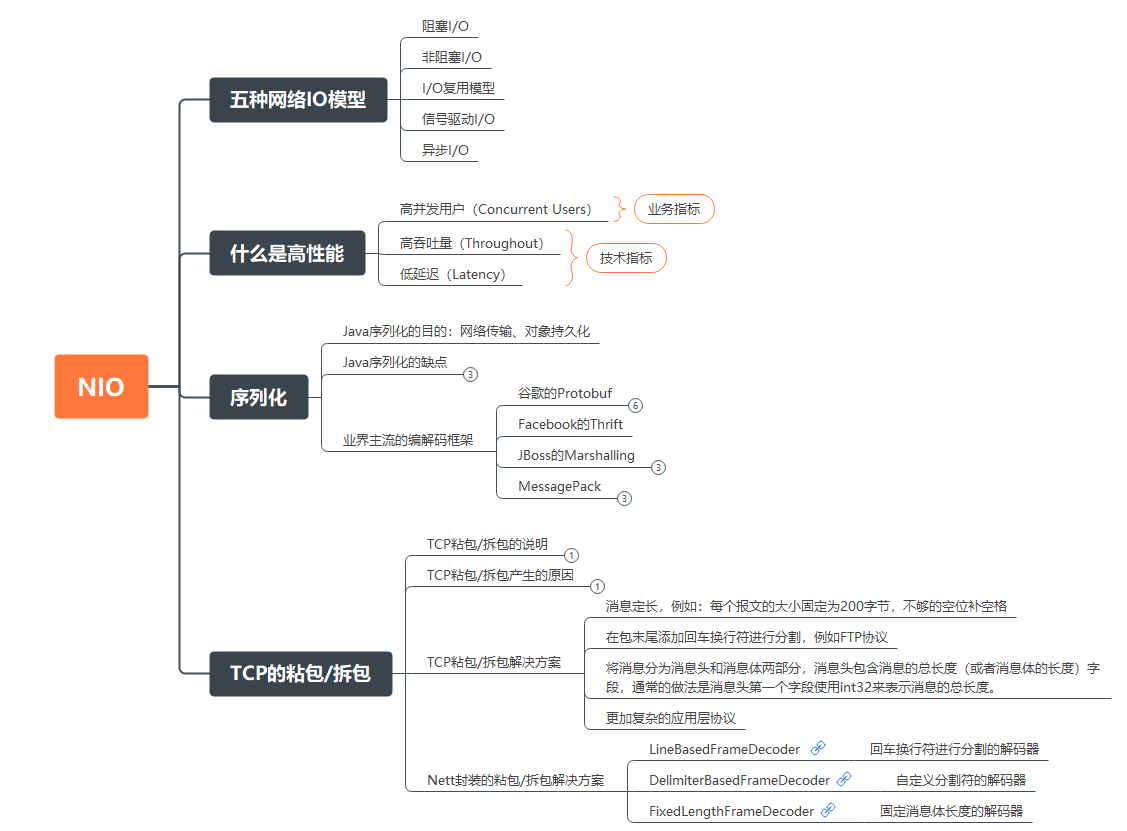 NIO
五种网络IO模型
阻塞I/O
非阻塞I/O
I/O复用模型
信号驱动I/O
异步I/O
什么是高性能
高并发用户（Concurrent Users）
业务指标
高吞吐量（Throughout）
低延迟（Latency）
技术指标
序列化
Java序列化的目的：网络传输、对象持久化
Java序列化的缺点
3
业界主流的编解码框架
谷歌的Protobuf
6
Facebook的Thrift
JBoss的Marshalling
3
MessagePack
3
TCP的粘包/拆包
TCP粘包/拆包的说明
1
TCP粘包/拆包产生的原因
1
TCP粘包/拆包解决方案
消息定长，例如：每个报文的大小固定为200字节，不够的空位补空格
在包末尾添加回车换行符进行分割，例如FTP协议
将消息分为消息头和消息体两部分，消息头包含消息的总长度（或者消息体的长度）字
段，通常的做法是消息头第一个字段使用int32来表示消息的总长度。
更加复杂的应用层协议
Nett封装的粘包/拆包解决方案
LineBasedFrameDecoder 回车换行符进行分割的解码器
DelimiterBasedFrameDecoder 自定义分割符的解码器
FixedLengthFrameDecoder 固定消息体长度的解码器